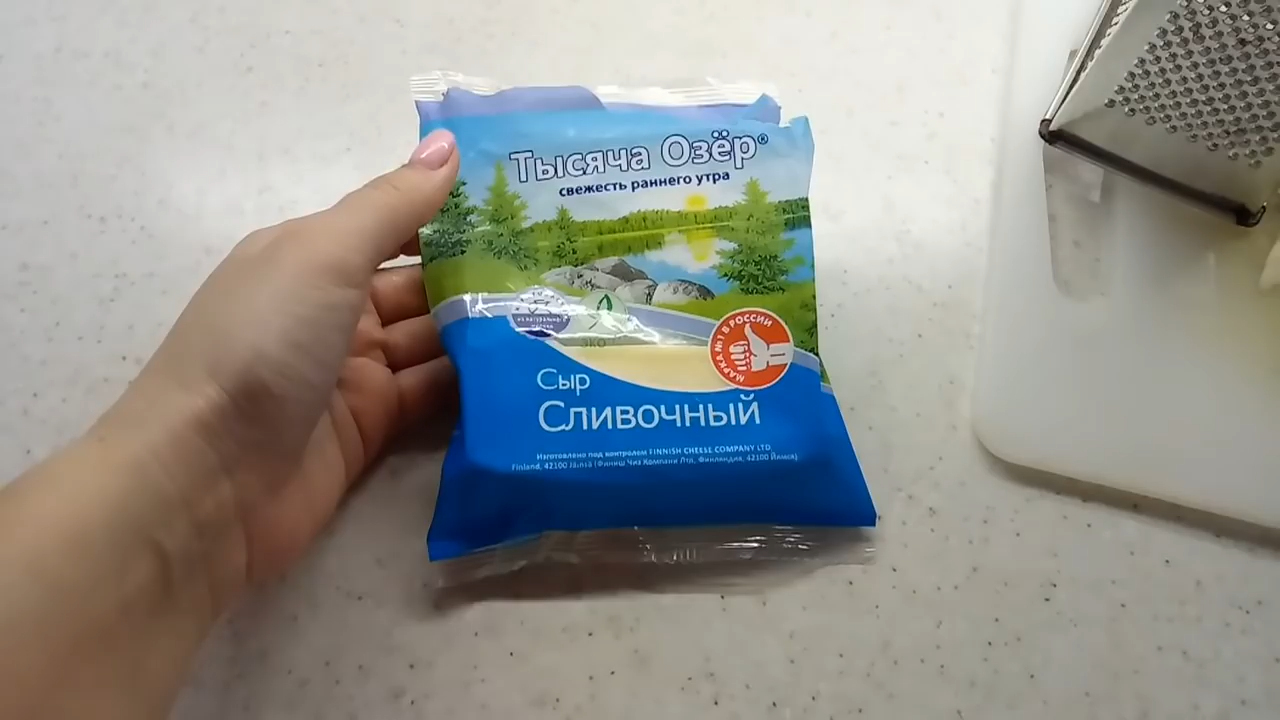 Тысяча Озёр®
свежесть раннего утра
ЭКО
МАРКА №1 В РОССИИ
Сыр
Сливочный
Изготовлено под контролем FINNISH CHEESE COMPANY LTD.
Finland, 42100 Jämsä (Финиш Чиз Компани Лтд, Финляндия, 42100 Йямся)